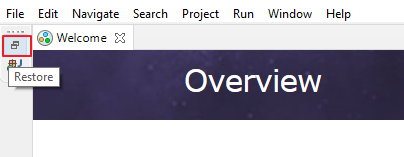 File Edit Navigate Search Project Run Window Help
Welcome
Restore
Overview